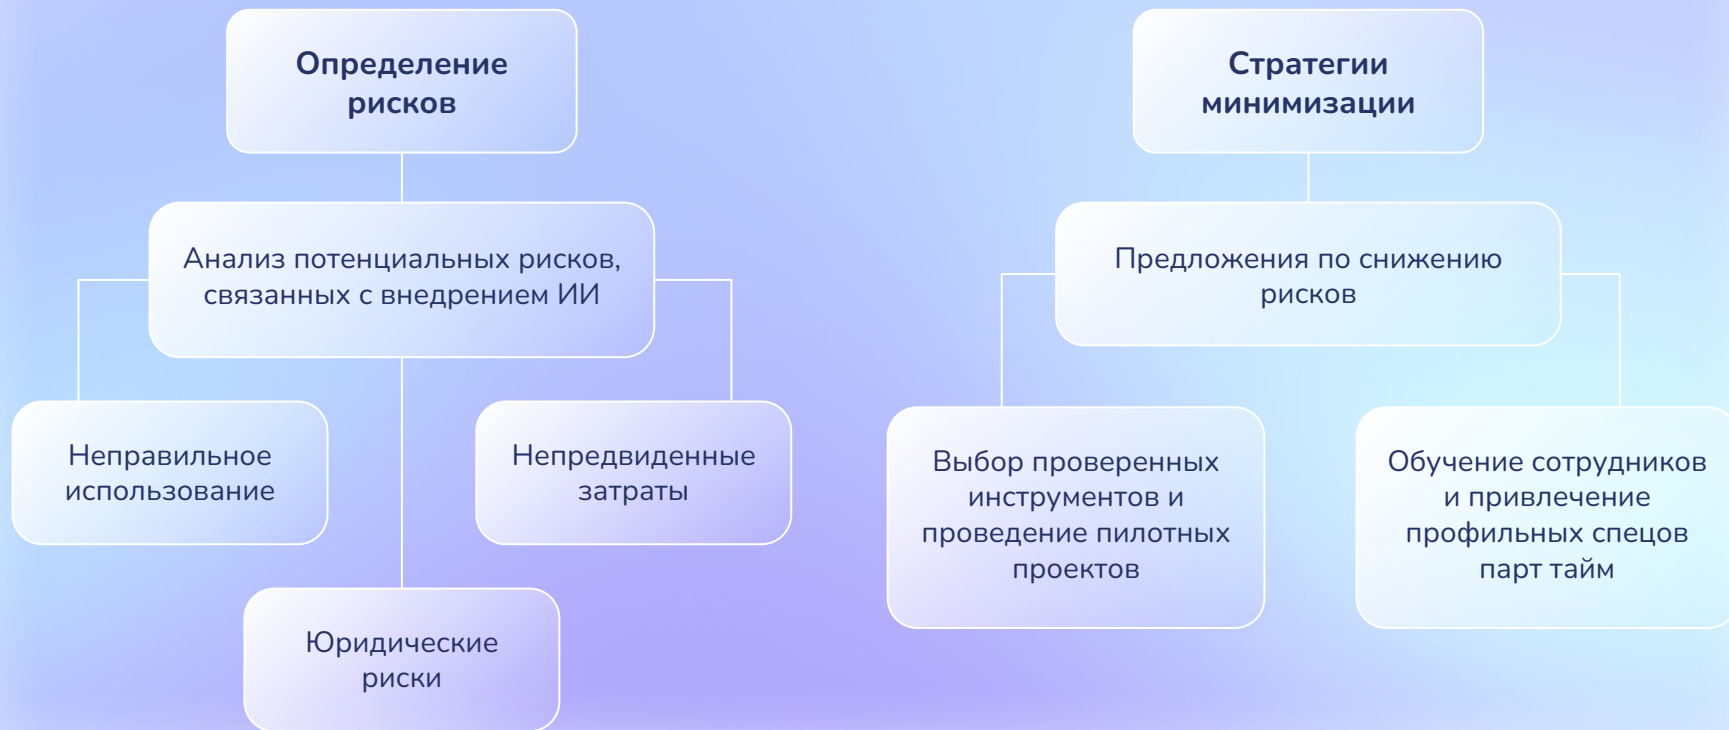 Определение
рисков
Анализ потенциальных рисков,
связанных с внедрением ИИ
Неправильное
использование
Непредвиденные
затраты
Юридические
риски
Стратегии
минимизации
Предложения по снижению
рисков
Выбор проверенных
инструментов и
проведение пилотных
проектов
Обучение сотрудников
и привлечение
профильных спецов
парт тайм